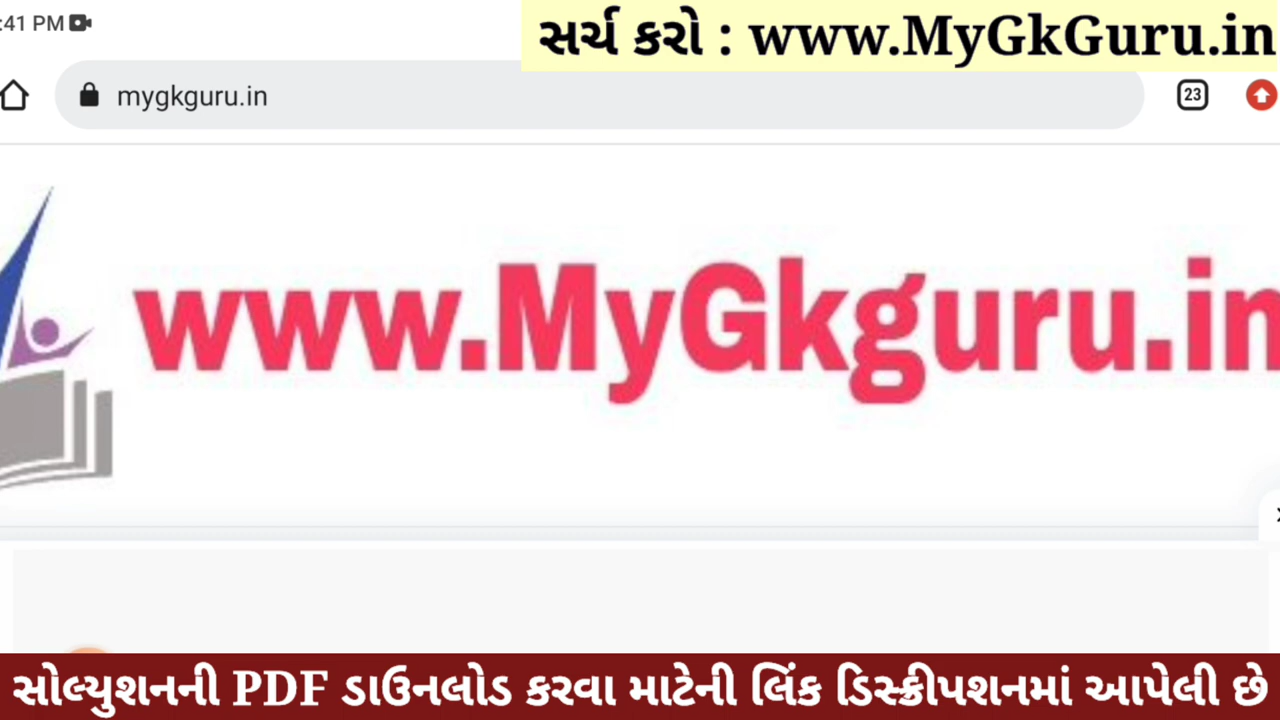 :41 PM
સર્ચ કરો : www.MyGkGuru.in
mygkguru.in
23
www.MyGkguru.in
સોલ્યુશનની PDF ડાઉનલોડ કરવા માટેની લિંક ડિસ્ક્રીપશનમાં આપેલી છે